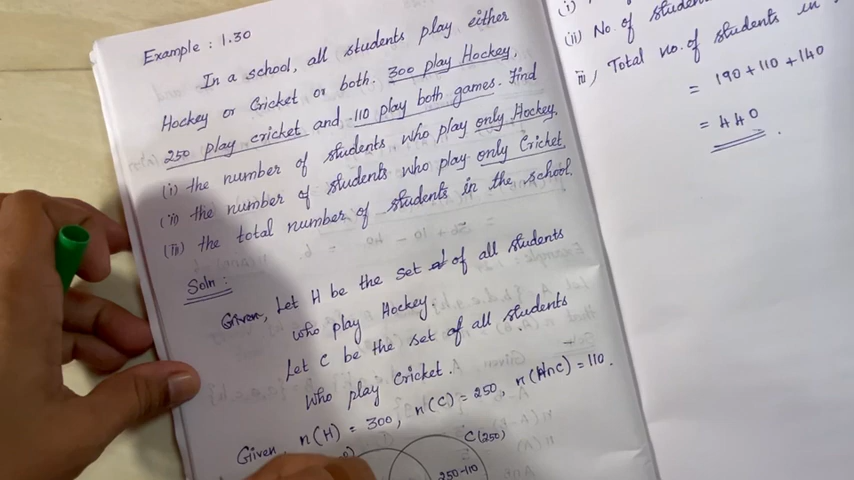 Example : 1.30
In a school, all students play either
Hockey or Cricket or both. 300 play Hockey,
250 play cricket and 110 play both games. Find
(i) the number of students who play only Hockey.
(ii) the number of students who play only Cricket
(iii) the total number of students in the school.
Soln :
Given, Let H be the set of all students
who play Hockey.
Let C be the set of all students
Who play Cricket.
Given, n(H) = 300, n(C) = 250, n(H∩C) = 110.
C(250)
250-110
(i)
(ii) No. of
iii) Total no. of students in
= 190 + 110 + 140
= 440